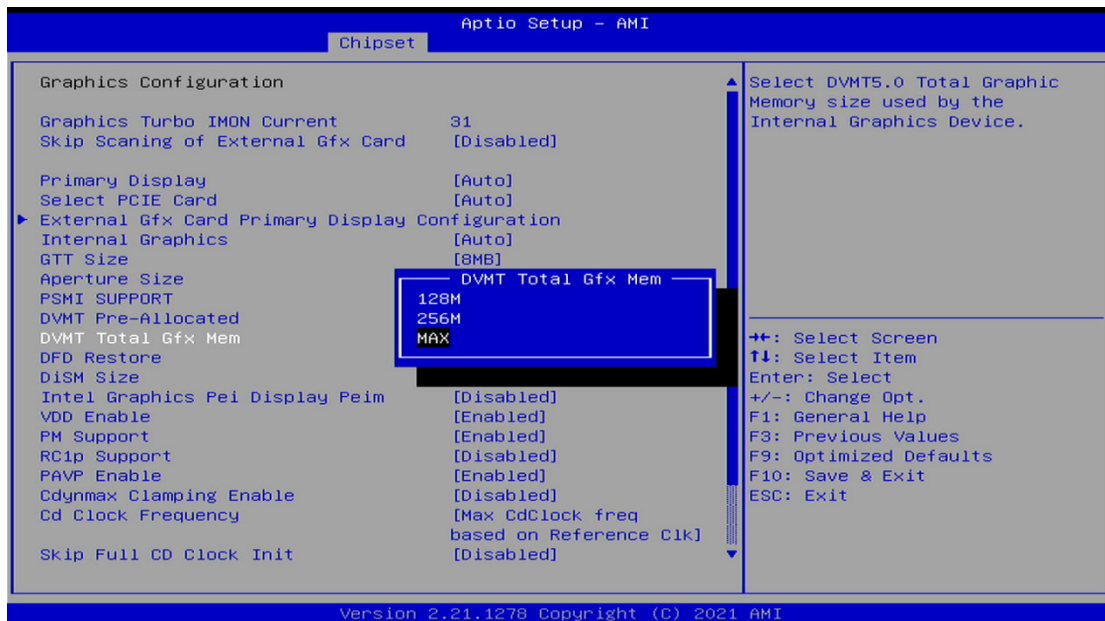 Aptio Setup – AMI
Chipset
Graphics Configuration
Graphics Turbo IMON Current 31
Skip Scaning of External Gfx Card [Disabled]
Primary Display [Auto]
Select PCIE Card [Auto]
External Gfx Card Primary Display Configuration
Internal Graphics [Auto]
GTT Size [8MB]
Aperture Size
PSMI SUPPORT
DVMT Pre-Allocated
DVMT Total Gfx Mem
DFD Restore
DiSM Size
Intel Graphics Pei Display Peim [Disabled]
VDD Enable [Enabled]
PM Support [Enabled]
RC1p Support [Disabled]
PAVP Enable [Enabled]
Cdynmax Clamping Enable [Disabled]
Cd Clock Frequency [Max CdClock freq
based on Reference Clk]
Skip Full CD Clock Init [Disabled]
DVMT Total Gfx Mem
128M
256M
MAX
Select DVMT5.0 Total Graphic
Memory size used by the
Internal Graphics Device.
→←: Select Screen
↑↓: Select Item
Enter: Select
+/-: Change Opt.
F1: General Help
F3: Previous Values
F9: Optimized Defaults
F10: Save & Exit
ESC: Exit
Version 2.21.1278 Copyright (C) 2021 AMI